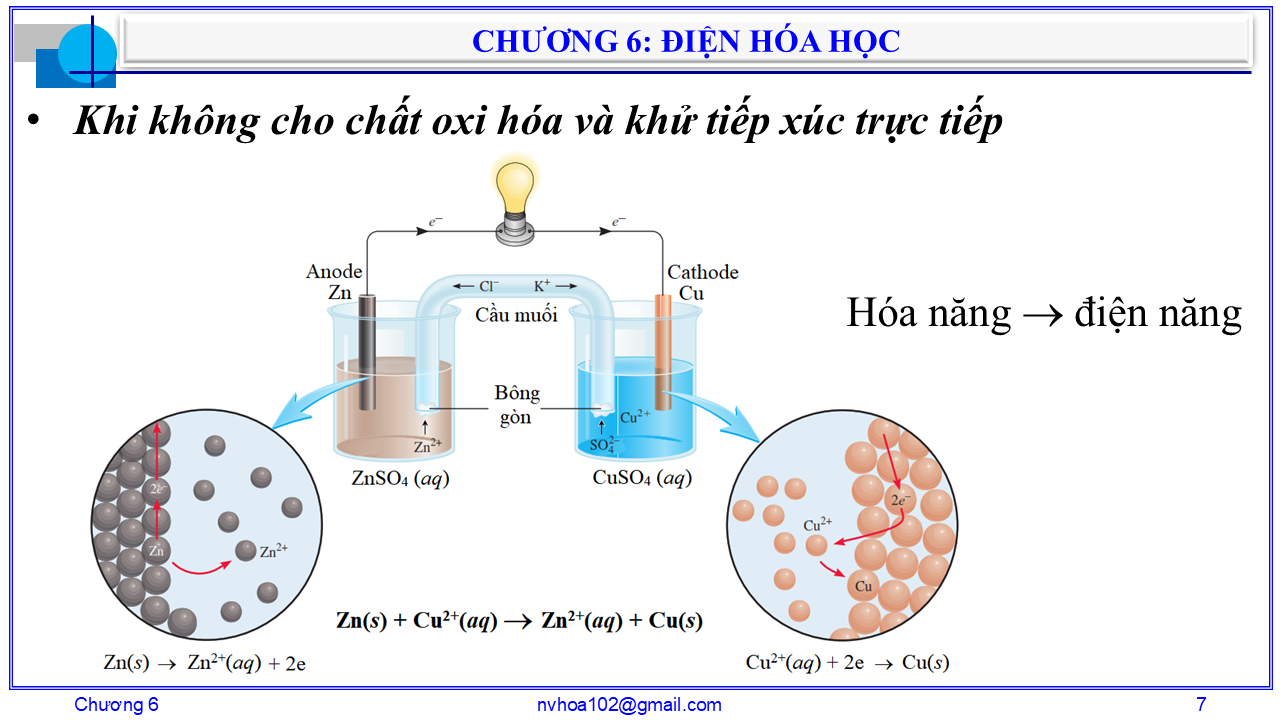 CHƯƠNG 6: ĐIỆN HÓA HỌC
• Khi không cho chất oxi hóa và khử tiếp xúc trực tiếp
e⁻
e⁻
Anode
Zn
Cl⁻
K⁺
Cathode
Cu
Cầu muối
Hóa năng → điện năng
Bông
gòn
Cu²⁺
Zn²⁺
SO₄²⁻
ZnSO₄ (aq)
CuSO₄ (aq)
2e⁻
Zn
Zn²⁺
2e⁻
Cu²⁺
Cu
Zn(s) + Cu²⁺(aq) → Zn²⁺(aq) + Cu(s)
Zn(s) → Zn²⁺(aq) + 2e
Cu²⁺(aq) + 2e → Cu(s)
Chương 6
nvhoa102@gmail.com
7